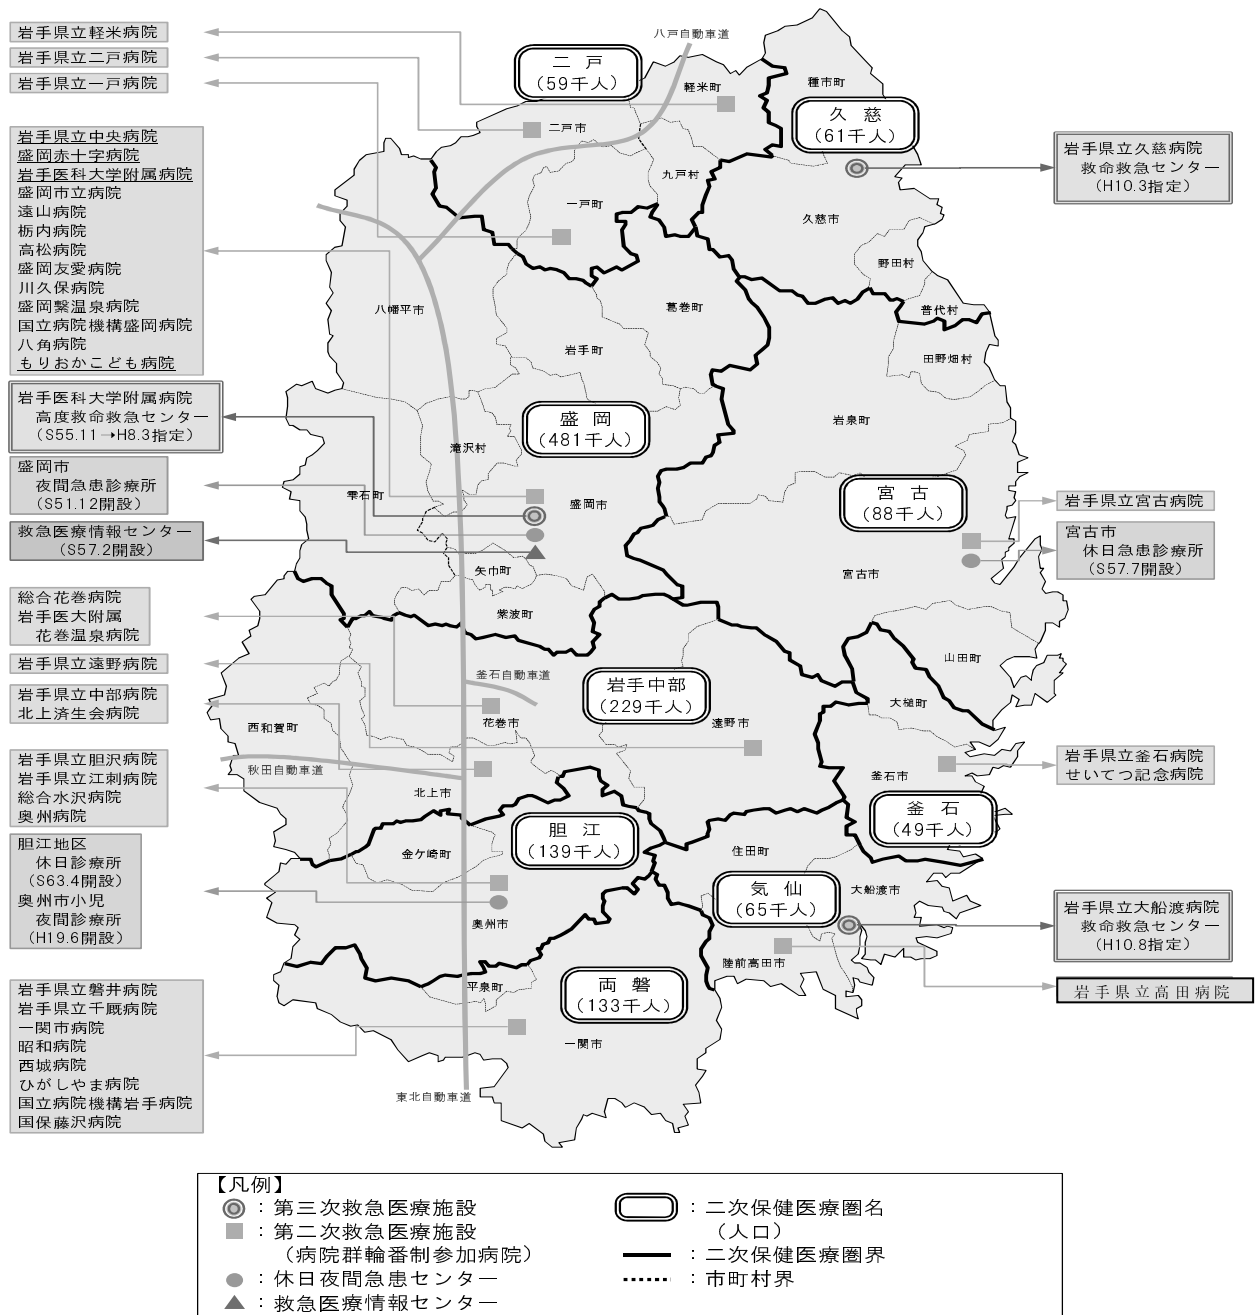 岩手県立軽米病院
岩手県立二戸病院
岩手県立一戸病院
岩手県立中央病院
盛岡赤十字病院
岩手医科大学附属病院
盛岡市立病院
遠山病院
栃内病院
高松病院
盛岡友愛病院
川久保病院
盛岡繋温泉病院
国立病院機構盛岡病院
八角病院
もりおかこども病院
岩手医科大学附属病院
高度救命救急センター
（S55.11→H8.3指定）
盛岡市
夜間急患診療所
（S51.12開設）
救急医療情報センター
（S57.2開設）
総合花巻病院
岩手医大附属
花巻温泉病院
岩手県立遠野病院
岩手県立中部病院
北上済生会病院
岩手県立胆沢病院
岩手県立江刺病院
総合水沢病院
奥州病院
胆江地区
休日診療所
（S63.4開設）
奥州市小児
夜間診療所
（H19.6開設）
岩手県立磐井病院
岩手県立千厩病院
一関市病院
昭和病院
西城病院
ひがしやま病院
国立病院機構岩手病院
国保藤沢病院
八戸自動車道
二戸
（59千人）
軽米町
種市町
久慈
（61千人）
二戸市
九戸村
一戸町
久慈市
野田村
普代村
八幡平市
葛巻町
岩手町
田野畑村
岩泉町
盛岡
（481千人）
滝沢村
雫石町
盛岡市
宮古
（88千人）
矢巾町
宮古市
紫波町
山田町
釜石自動車道
岩手中部
（229千人）
大槌町
花巻市
遠野市
西和賀町
秋田自動車道
北上市
釜石市
釜石
（49千人）
胆江
（139千人）
金ケ崎町
住田町
気仙
（65千人）
大船渡市
奥州市
陸前高田市
平泉町
両磐
（133千人）
一関市
東北自動車道
岩手県立久慈病院
救命救急センター
（H10.3指定）
岩手県立宮古病院
宮古市
休日急患診療所
（S57.7開設）
岩手県立釜石病院
せいてつ記念病院
岩手県立大船渡病院
救命救急センター
（H10.8指定）
岩手県立高田病院
【凡例】
：第三次救急医療施設
：第二次救急医療施設
（病院群輪番制参加病院）
：休日夜間急患センター
：救急医療情報センター
：二次保健医療圏名
（人口）
：二次保健医療圏界
：市町村界